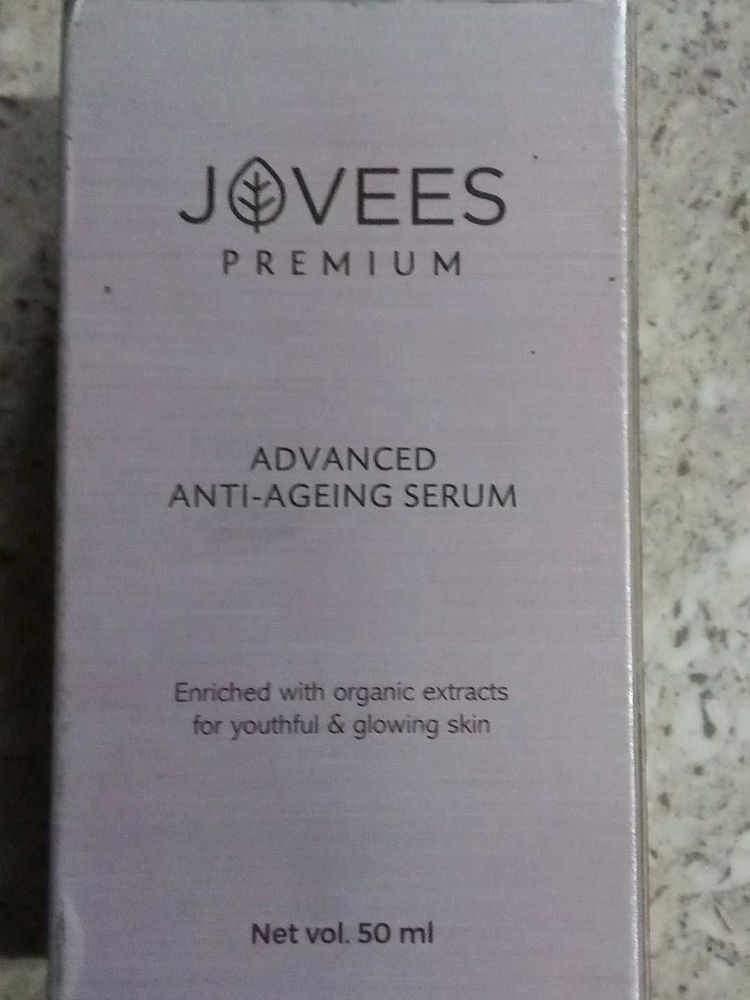 JOVEES
PREMIUM
ADVANCED
ANTI-AGEING SERUM
Enriched with organic extracts
for youthful & glowing skin
Net vol. 50 ml